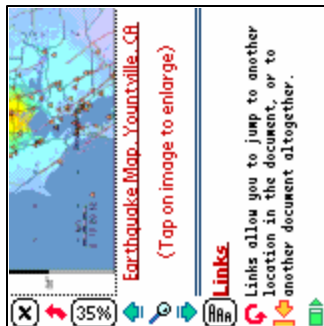 Earthquake Map, Yountville, CA
(Tap on image to enlarge)
Links
Links allow you to jump to another
location in the document, or to
another document altogether.
X
35%
AAA